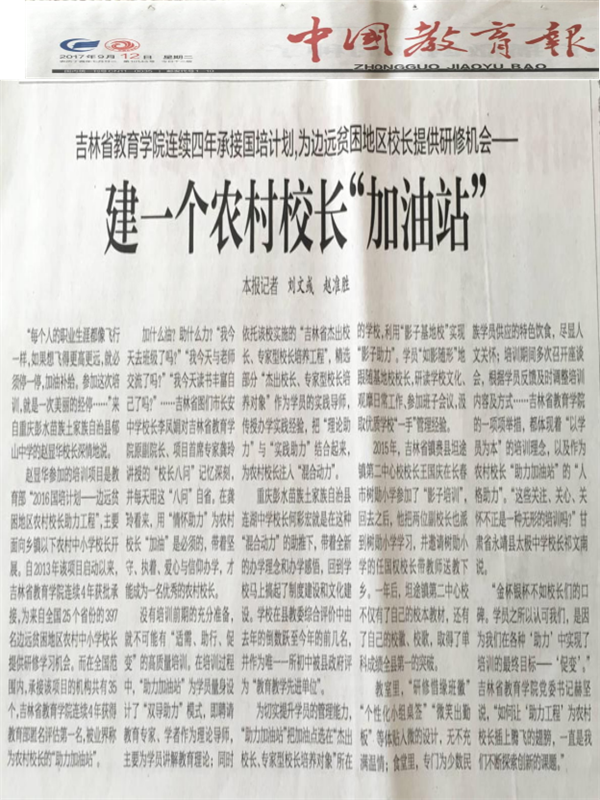 2017年9月12日 星期二
中国教育報
ZHONGGUO JIAOYU BAO
吉林省教育学院连续四年承接国培计划,为边远贫困地区校长提供研修机会——
建一个农村校长“加油站”
本报记者 刘文彧 赵准胜
“每个人的职业生涯都像飞行
一样,如果想飞得更高更远,就必
须停一停,加油补给,参加这次培
训,就是一次美丽的经停……”来
自重庆彭水苗族土家族自治县郁
山中学的赵显华校长深情地说。
赵显华参加的培训项目是教
育部“2016国培计划——边远贫
困地区农村校长助力工程”,主要
面向乡镇以下农村中小学校长开
展。自2013年该项目启动以来,
吉林省教育学院连续4年获批承
接,为来自全国25个省份的397
名边远贫困地区农村中小学校长
提供研修学习机会。而在全国范
围内,承接该项目的机构共有35
个,吉林省教育学院连续4年获得
教育部匿名评估第一名,被业界称
为农村校长的“助力加油站”。
加什么油?助什么力?“我今
天去班级了吗?”“我今天与老师
交流了吗?”“我今天读书丰富自
己了吗?”……吉林省图们市长安
中学校长李凤娟对吉林省教育学
院原副院长、项目首席专家龚玲
讲授的“校长八问”记忆深刻,
并每天用这“八问”自省。在龚
玲看来,用“情怀助力”为农村
校长“加油”是必须的,带着坚
守、执着、爱心与信仰办学,才
能成为一名优秀的农村校长。
没有培训前期的充分准备,
就不可能有“适需、助行、促
变”的高质量培训。在培训过程
中,“助力加油站”为学员量身设
计了“双导助力”模式,即聘请
教育专家、学者作为理论导师,
主要为学员讲解教育理论;同时
依托该校实施的“吉林省杰出校
长、专家型校长培养工程”,精选
部分“杰出校长、专家型校长培
养对象”作为学员的实践导师,
传授办学实践经验,把“理论助
力”与“实践助力”结合起来,
为农村校长注入“混合动力”。
重庆彭水苗族土家族自治县
连湖中学校长何彩宏就是在这种
“混合动力”的助推下,带着全新
的办学理念和办学感悟,回到学
校马上搞起了制度建设和文化建
设。学校在县教委综合评价中由
去年的倒数跃至今年的前几名,
并作为唯一一所初中被县政府评
为“教育教学先进单位”。
为切实提升学员的管理能力,
“助力加油站”把加油点选在“杰出
校长、专家型校长培养对象”所在
的学校,利用“影子基地校”实现
“影子助力”。学员“如影随形”地
跟随基地校校长,研读学校文化、
观摩日常工作、参加班子会议,汲
取优质学校“一手”管理经验。
2015年,吉林省镇赉县坦途
镇第二中心校校长王国庆在长春
市树勋小学参加了“影子培训”,
回去之后,他把两位副校长也派
到树勋小学学习,并邀请树勋小
学的任国权校长带教师送教下
乡。一年后,坦途镇第二中心校
不仅有了自己的校本教材,还有
了自己的校徽、校歌,取得了单
科成绩全县第一的突破。
教室里,“研修惜缘班徽”
“个性化小组桌签”“微笑出勤
板”等体贴入微的设计,无不充
满温情;食堂里,专门为少数民
族学员供应的特色饮食,尽显人
文关怀;培训期间多次召开座谈
会,根据学员反馈及时调整培训
内容及方式……吉林省教育学院
的一项项举措,都体现着“以学
员为本”的培训理念,以及作为
农村校长“助力加油站”的“人
格助力”,“这些关注、关心、关
怀不正是一种无形的培训吗?”甘
肃省永靖县太极中学校长祁文南
说。
“金杯银杯不如校长们的口
碑。学员之所以认可我们,是因
为我们在各种‘助力’中实现了
培训的最终目标——‘促变’,”
吉林省教育学院党委书记赫坚
说,“如何让‘助力工程’为农村
校长插上腾飞的翅膀,一直是我
们不断探索创新的课题。”